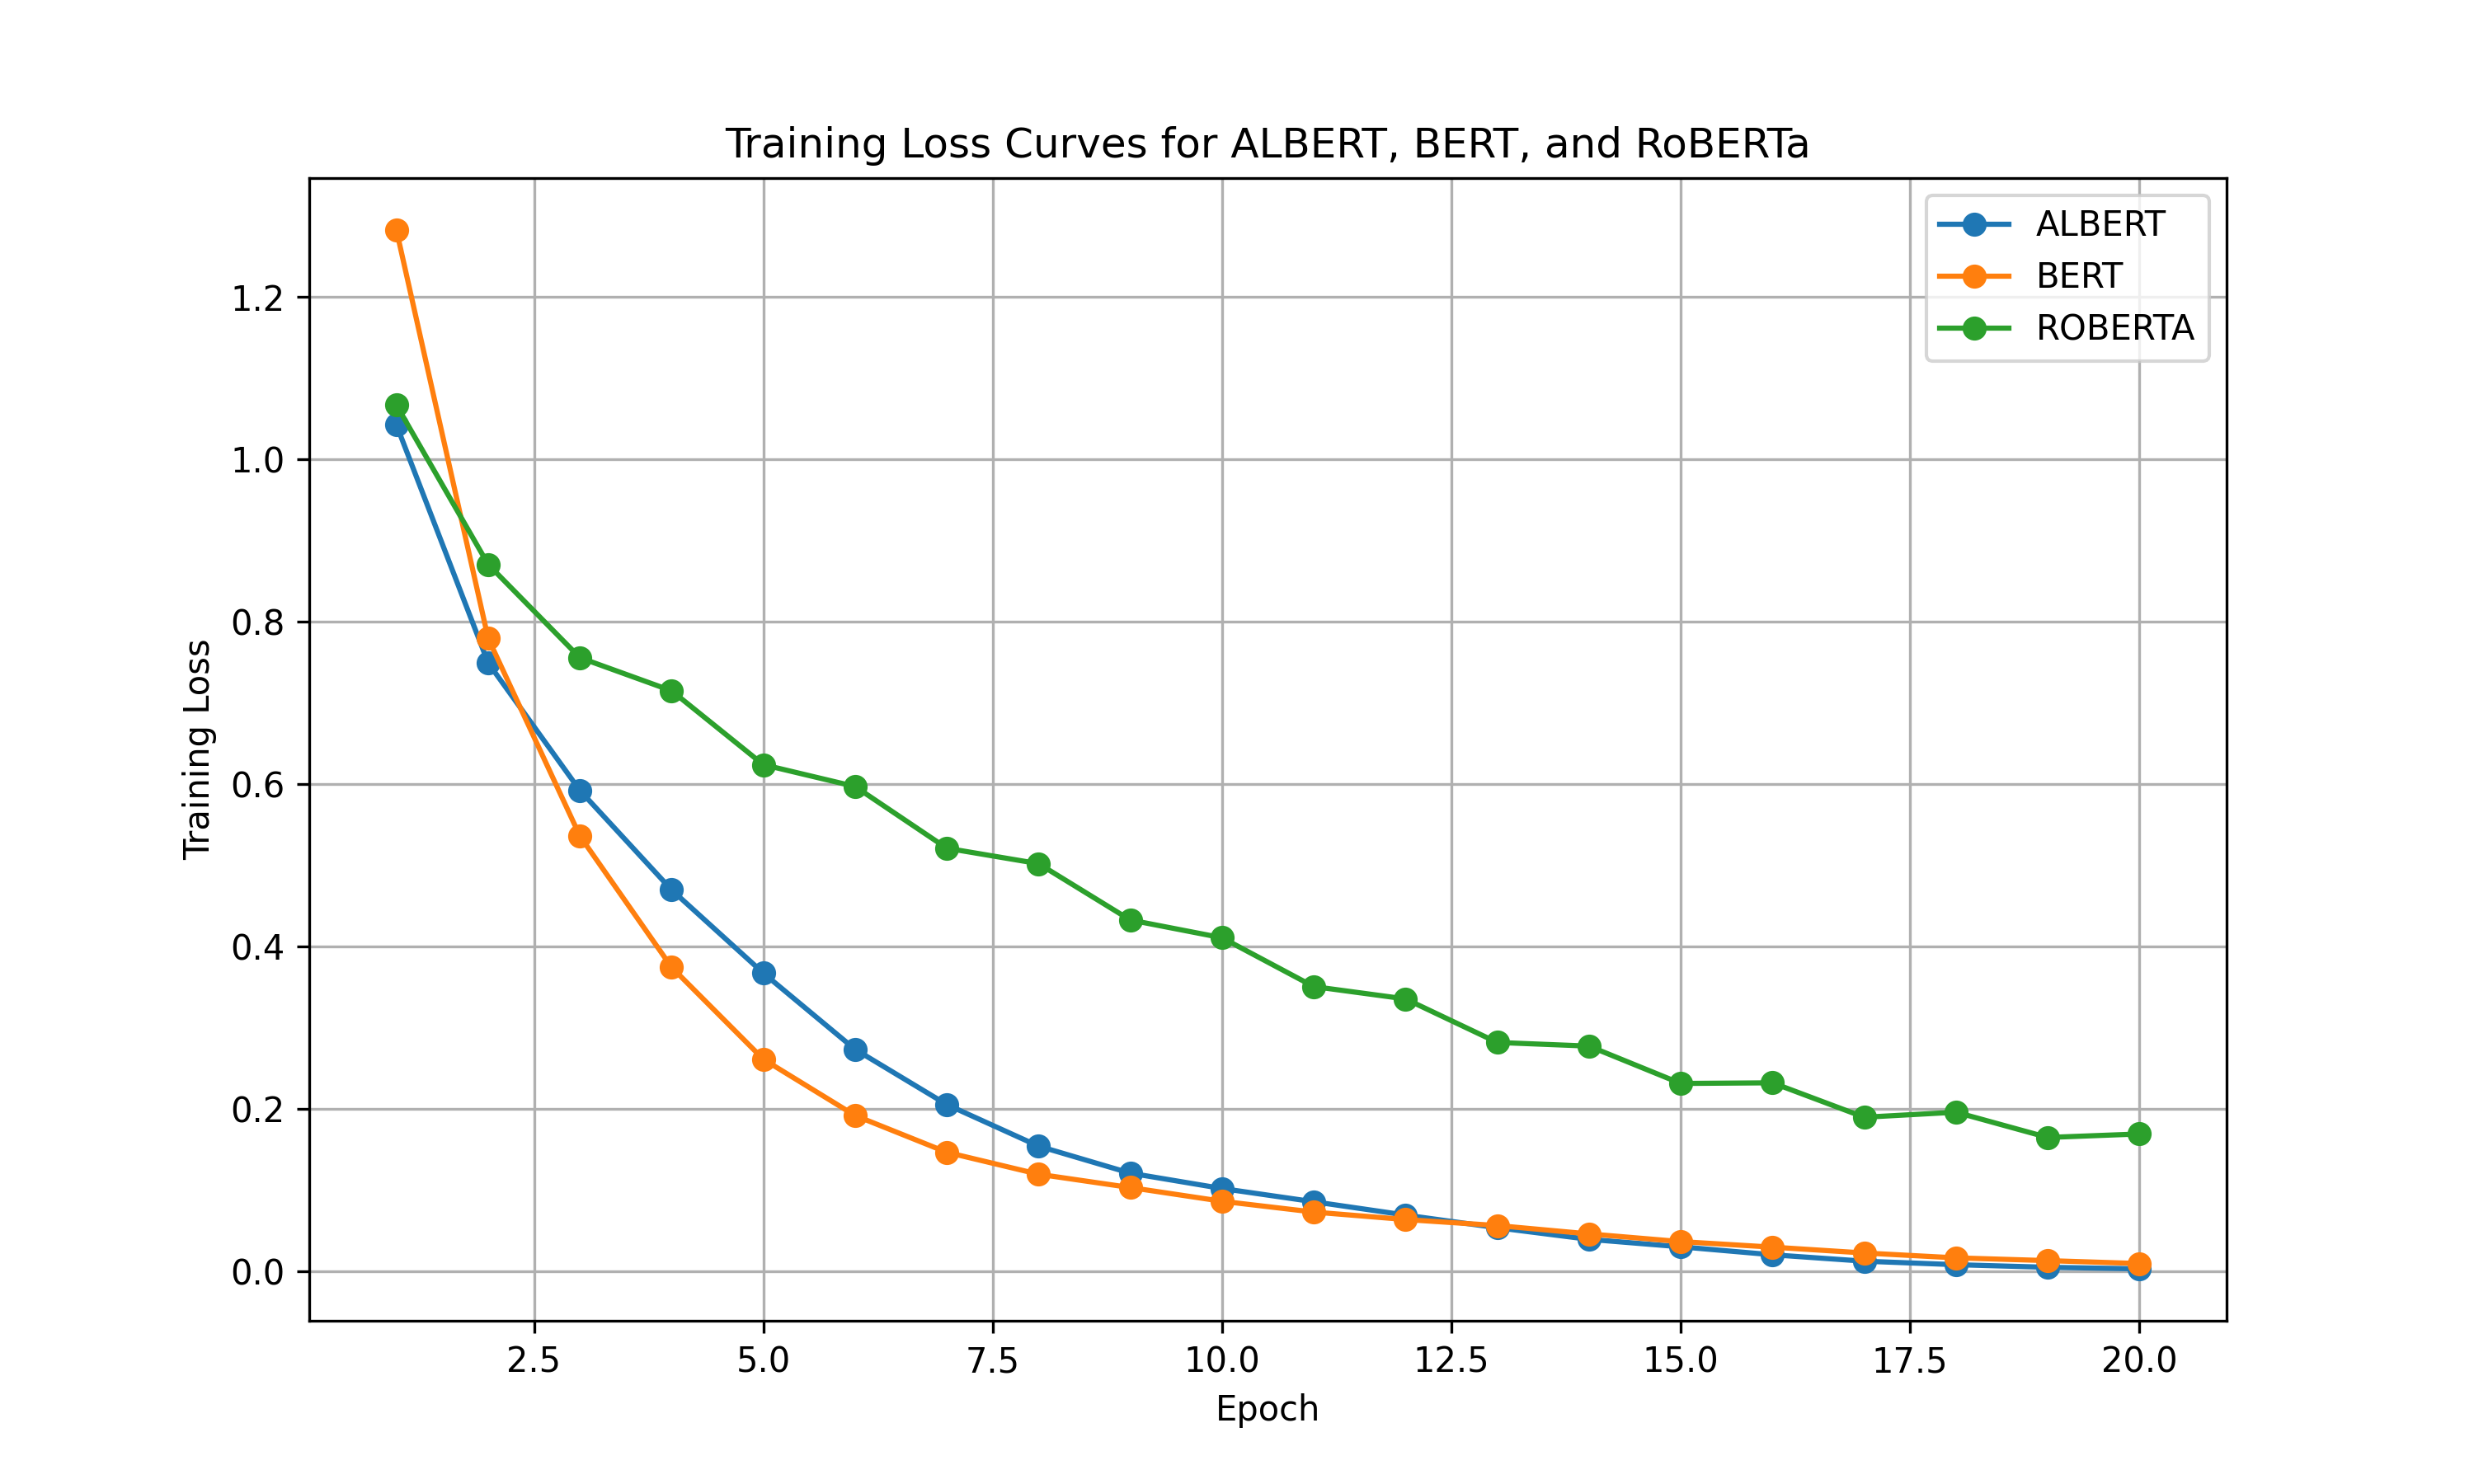 Training Loss Curves for ALBERT, BERT, and RoBERTa
ALBERT
BERT
ROBERTA
Training Loss
1.2
1.0
0.8
0.6
0.4
0.2
0.0
2.5 5.0 7.5 10.0 12.5 15.0 17.5 20.0
Epoch